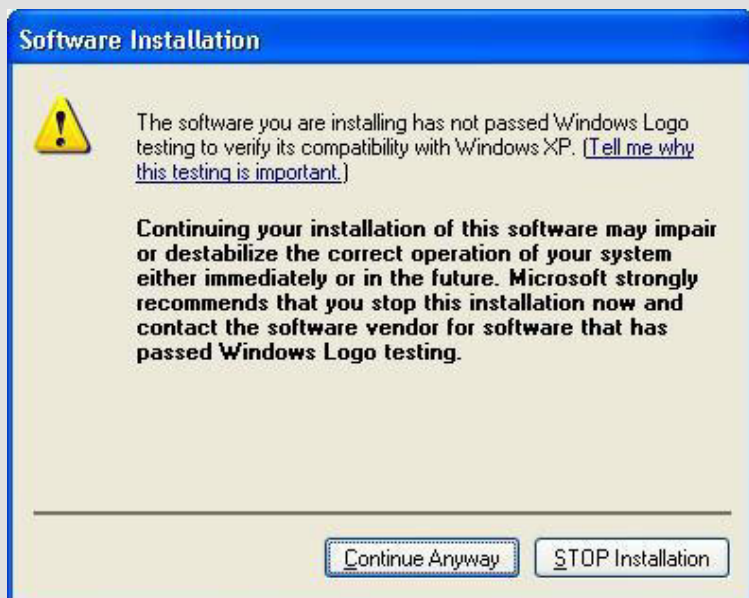 Software Installation
The software you are installing has not passed Windows Logo
testing to verify its compatibility with Windows XP. (Tell me why
this testing is important.)
Continuing your installation of this software may impair
or destabilize the correct operation of your system
either immediately or in the future. Microsoft strongly
recommends that you stop this installation now and
contact the software vendor for software that has
passed Windows Logo testing.
Continue Anyway
STOP Installation